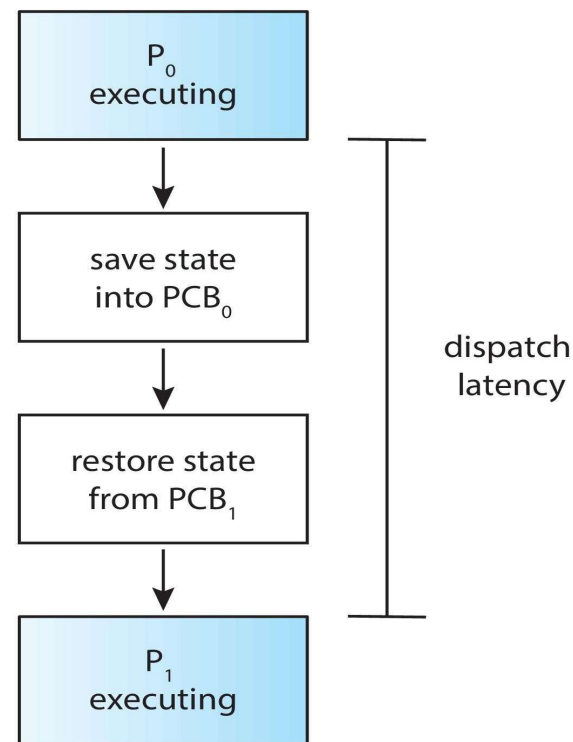 P₀
executing
save state
into PCB₀
dispatch
latency
restore state
from PCB₁
P₁
executing